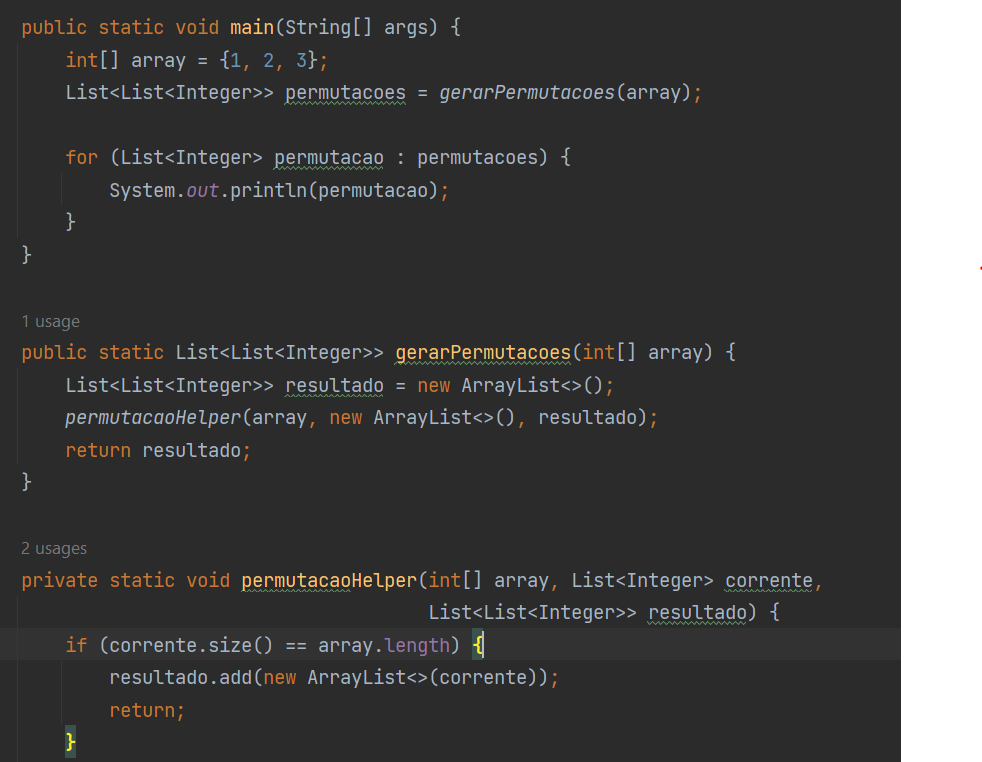 public static void main(String[] args) {
int[] array = {1, 2, 3};
List<List<Integer>> permutacoes = gerarPermutacoes(array);
for (List<Integer> permutacao : permutacoes) {
System.out.println(permutacao);
}
}
1 usage
public static List<List<Integer>> gerarPermutacoes(int[] array) {
List<List<Integer>> resultado = new ArrayList<>();
permutacaoHelper(array, new ArrayList<>(), resultado);
return resultado;
}
2 usages
private static void permutacaoHelper(int[] array, List<Integer> corrente,
List<List<Integer>> resultado) {
if (corrente.size() == array.length) {
resultado.add(new ArrayList<>(corrente));
return;
}